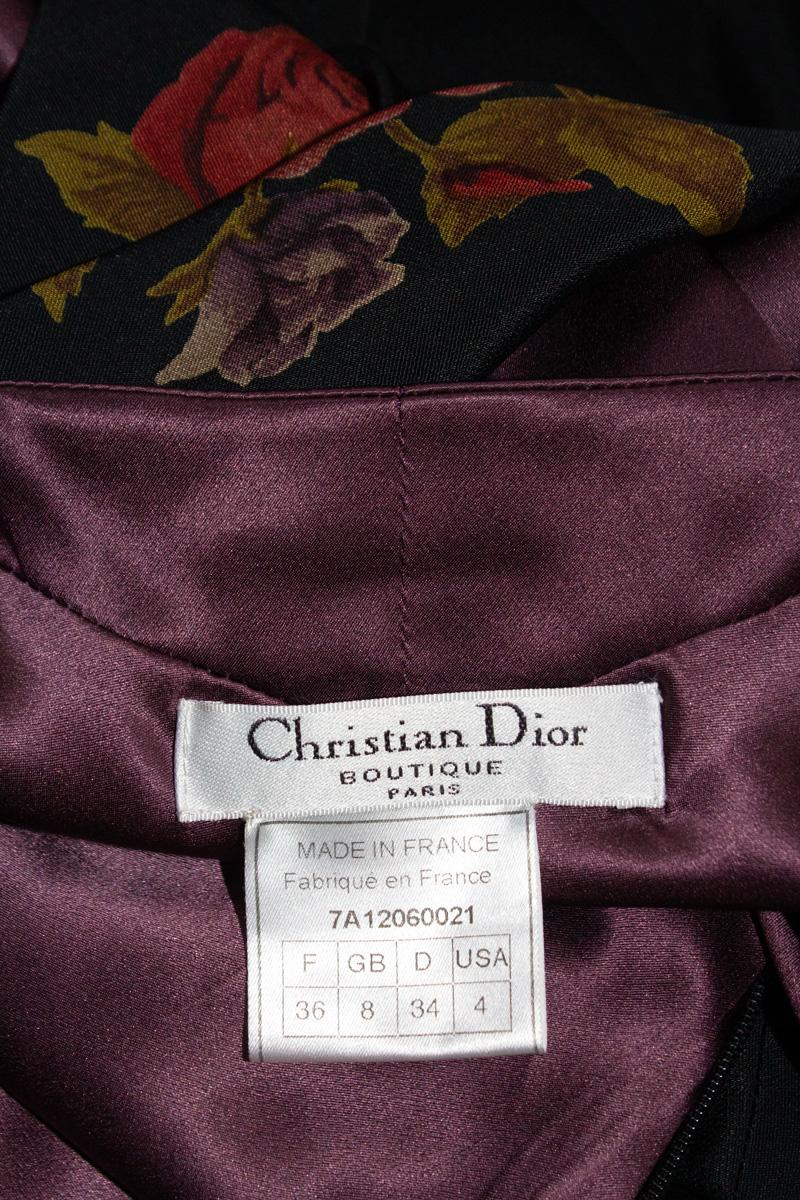 Christian Dior
BOUTIQUE
PARIS
MADE IN FRANCE
Fabriqué en France
7A12060021
F GB D USA
36 8 34 4